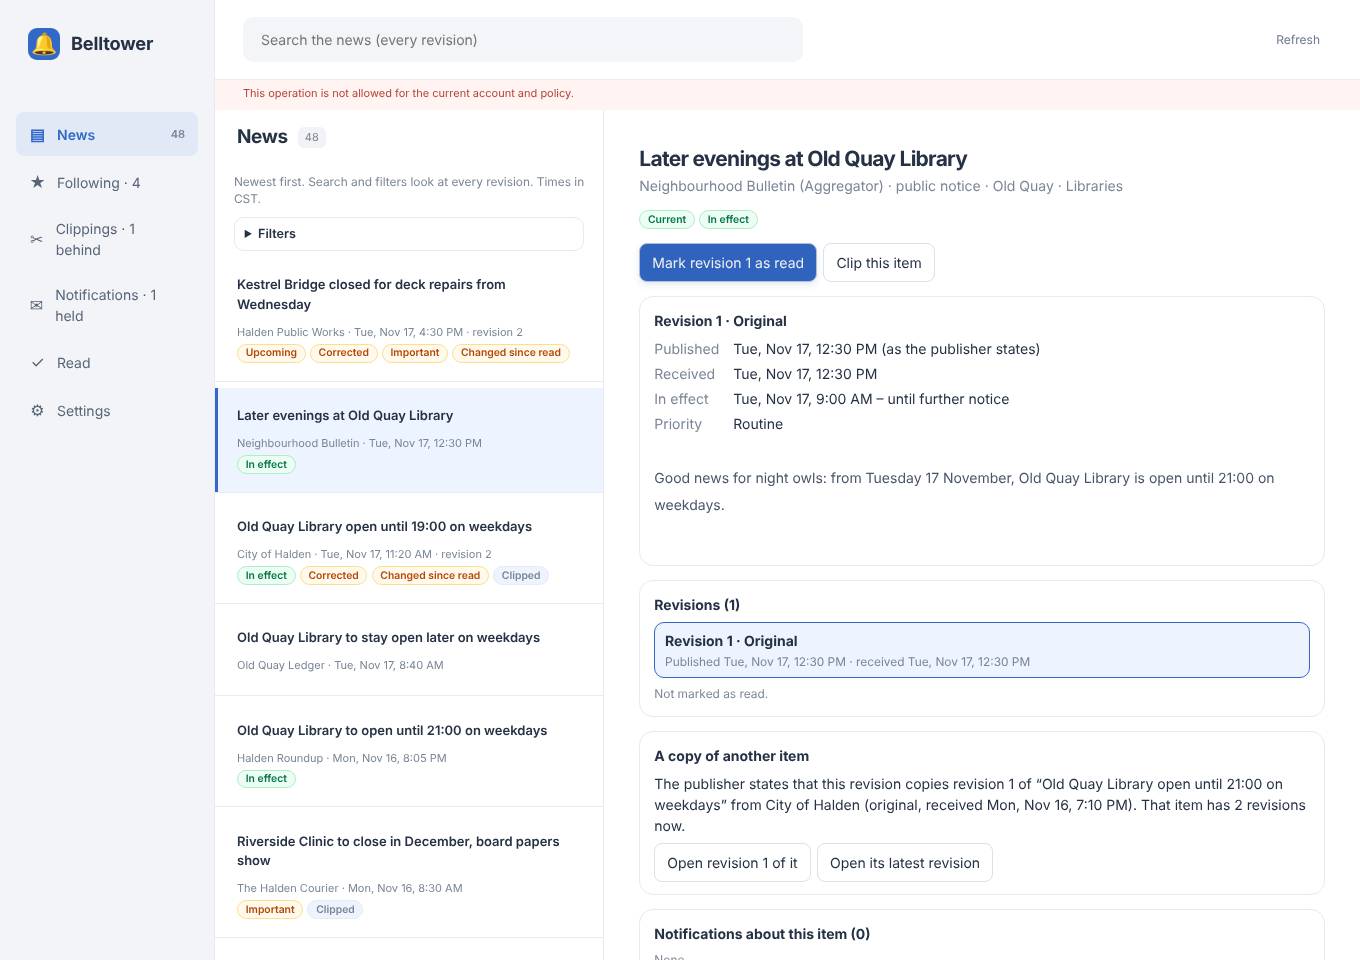 Belltower
News 48
Following · 4
Clippings · 1
behind
Notifications · 1
held
Read
Settings
Search the news (every revision)
Refresh
This operation is not allowed for the current account and policy.
News 48
Newest first. Search and filters look at every revision. Times in
CST.
Filters
Kestrel Bridge closed for deck repairs from
Wednesday
Halden Public Works · Tue, Nov 17, 4:30 PM · revision 2
Upcoming Corrected Important Changed since read
Later evenings at Old Quay Library
Neighbourhood Bulletin · Tue, Nov 17, 12:30 PM
In effect
Old Quay Library open until 19:00 on weekdays
City of Halden · Tue, Nov 17, 11:20 AM · revision 2
In effect Corrected Changed since read Clipped
Old Quay Library to stay open later on weekdays
Old Quay Ledger · Tue, Nov 17, 8:40 AM
Old Quay Library to open until 21:00 on weekdays
Halden Roundup · Mon, Nov 16, 8:05 PM
In effect
Riverside Clinic to close in December, board papers
show
The Halden Courier · Mon, Nov 16, 8:30 AM
Important Clipped
Later evenings at Old Quay Library
Neighbourhood Bulletin (Aggregator) · public notice · Old Quay · Libraries
Current In effect
Mark revision 1 as read Clip this item
Revision 1 · Original
Published Tue, Nov 17, 12:30 PM (as the publisher states)
Received Tue, Nov 17, 12:30 PM
In effect Tue, Nov 17, 9:00 AM – until further notice
Priority Routine
Good news for night owls: from Tuesday 17 November, Old Quay Library is open until 21:00 on
weekdays.
Revisions (1)
Revision 1 · Original
Published Tue, Nov 17, 12:30 PM · received Tue, Nov 17, 12:30 PM
Not marked as read.
A copy of another item
The publisher states that this revision copies revision 1 of “Old Quay Library open until 21:00 on
weekdays” from City of Halden (original, received Mon, Nov 16, 7:10 PM). That item has 2 revisions
now.
Open revision 1 of it Open its latest revision
Notifications about this item (0)
None